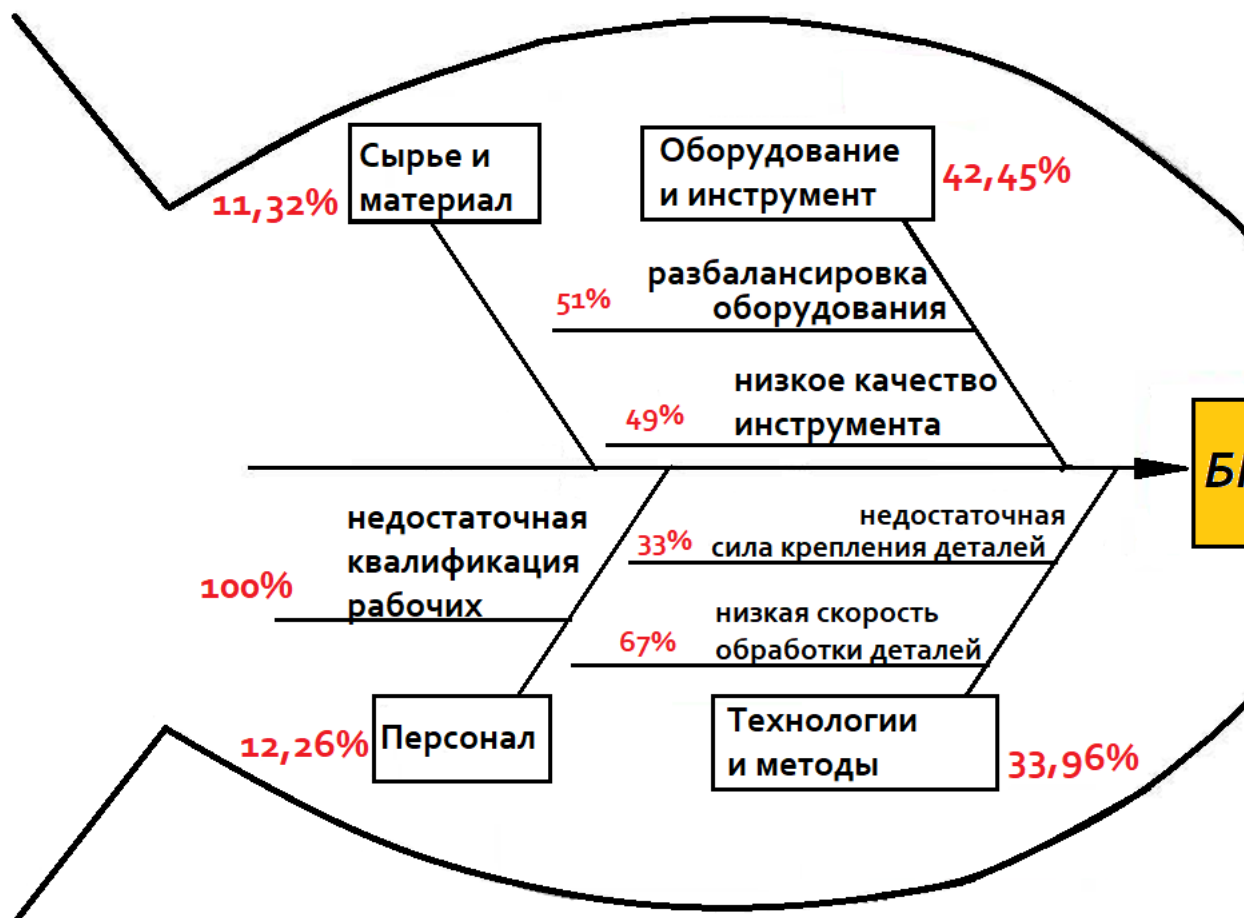 Сырье и
материал
11,32%
Оборудование
и инструмент
42,45%
разбалансировка
оборудования
51%
низкое качество
инструмента
49%
недостаточная
квалификация
рабочих
100%
недостаточная
сила крепления деталей
33%
низкая скорость
обработки деталей
67%
Персонал
12,26%
Технологии
и методы
33,96%